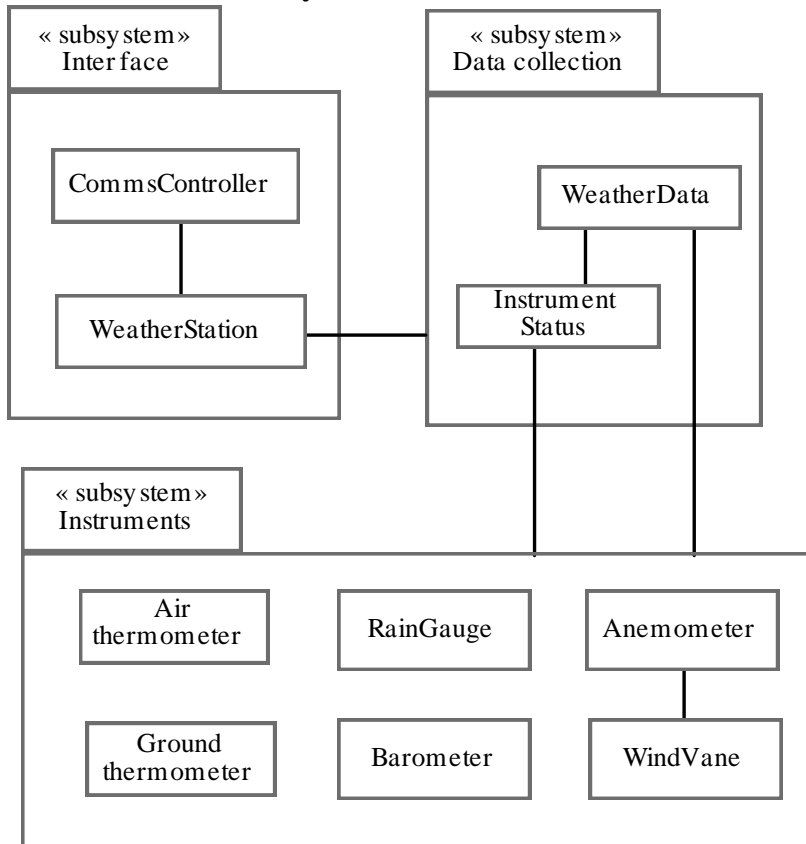 « subsystem»
Interface
« subsystem»
Data collection
CommsController
WeatherData
WeatherStation
Instrument
Status
« subsystem»
Instruments
Air
thermometer
RainGauge
Anemometer
Ground
thermometer
Barometer
WindVane